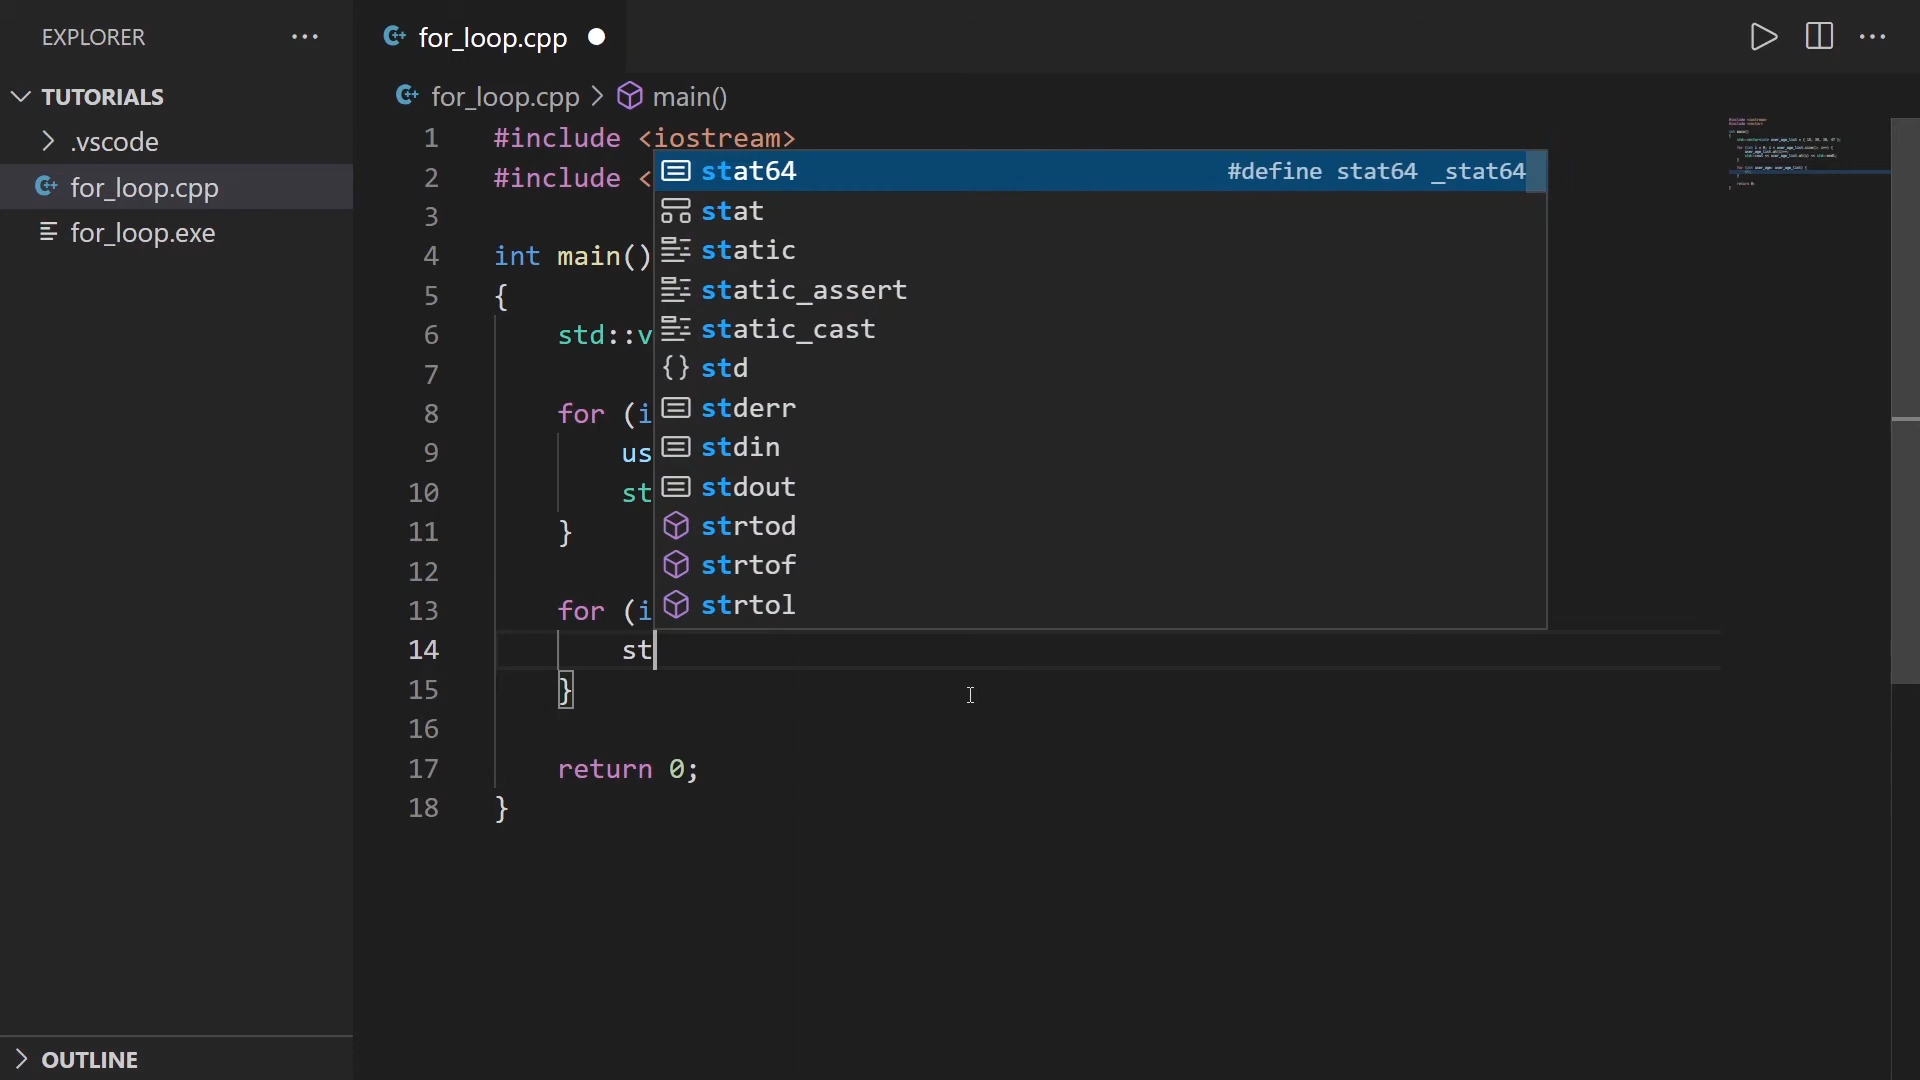 EXPLORER
for_loop.cpp
TUTORIALS
for_loop.cpp > main()
.vscode
for_loop.cpp
for_loop.exe
1 #include <iostream>
2 #include <
3
4 int main()
5 {
6 std::v
7
8 for (i
9 us
10 st
11 }
12
13 for (i
14 st
15 }
16
17 return 0;
18 }
stat64 #define stat64 _stat64
stat
static
static_assert
static_cast
std
stderr
stdin
stdout
strtod
strtof
strtol
OUTLINE